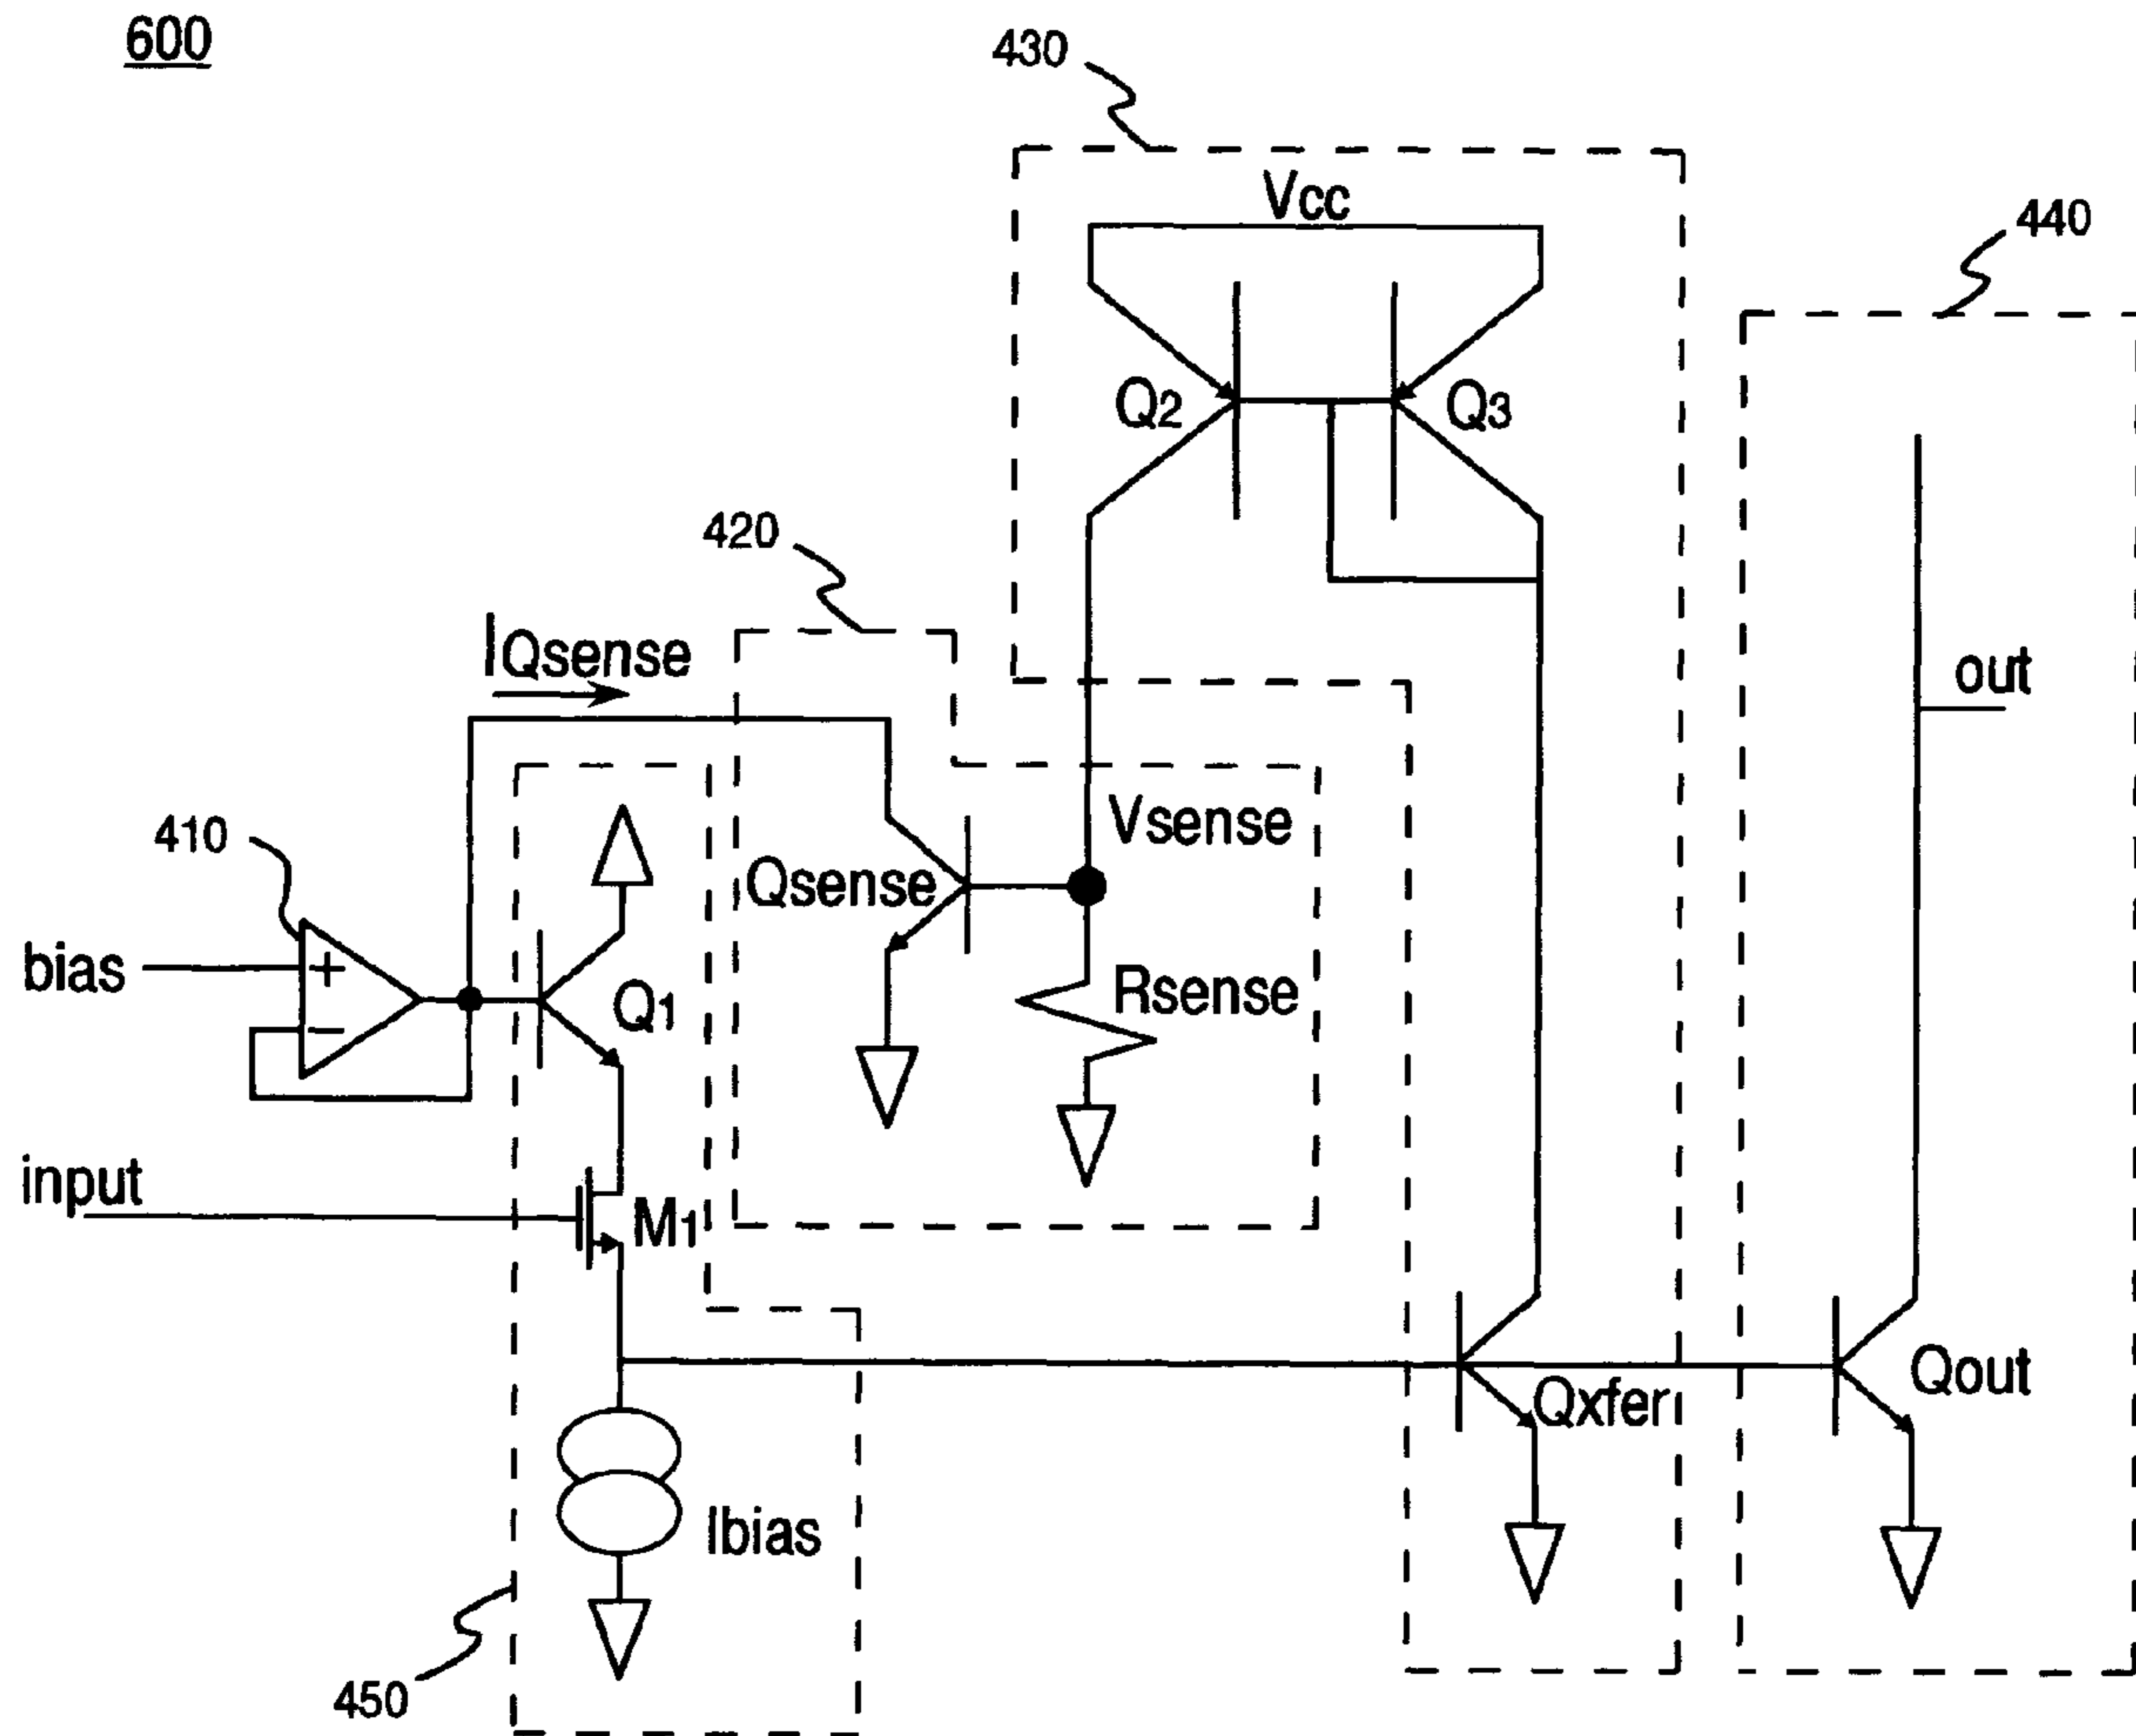 600
430
Vcc
440
Q2
Q3
420
IQsense
out
410
Vsense
Qsense
bias
+
−
Q1
Rsense
input
M1
Qxfer
Qout
Ibias
450